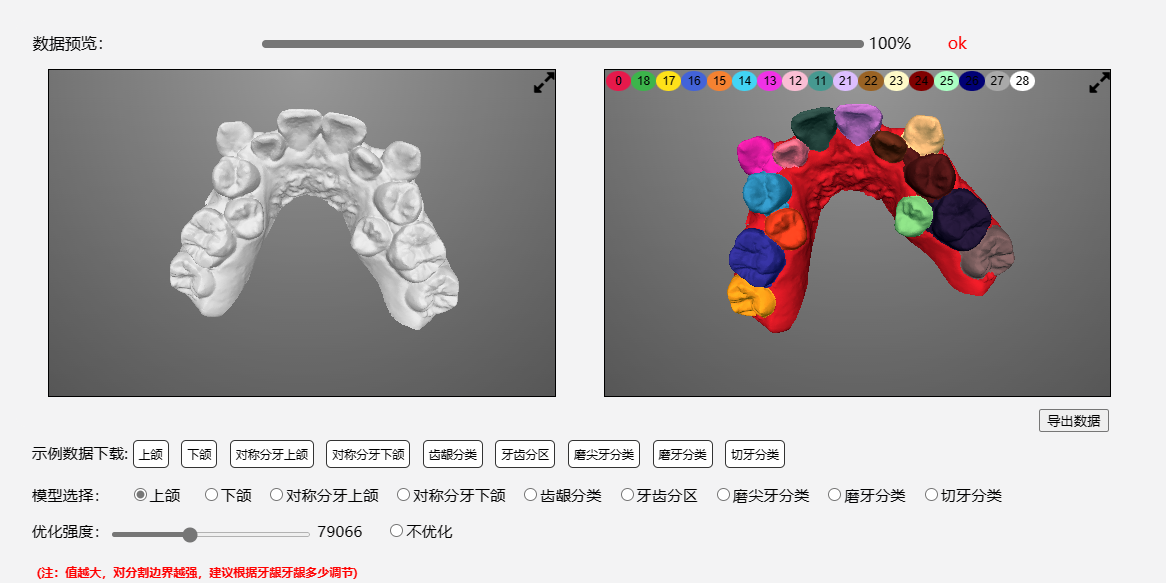 数据预览: 100% ok
0 18 17 16 15 14 13 12 11 21 22 23 24 25 26 27 28
导出数据
示例数据下载: 上颌 下颌 对称分牙上颌 对称分牙下颌 齿龈分类 牙齿分区 磨尖牙分类 磨牙分类 切牙分类
模型选择: 上颌 下颌 对称分牙上颌 对称分牙下颌 齿龈分类 牙齿分区 磨尖牙分类 磨牙分类 切牙分类
优化强度: 79066 不优化
(注：值越大，对分割边界越强，建议根据牙龈牙龈多少调节)